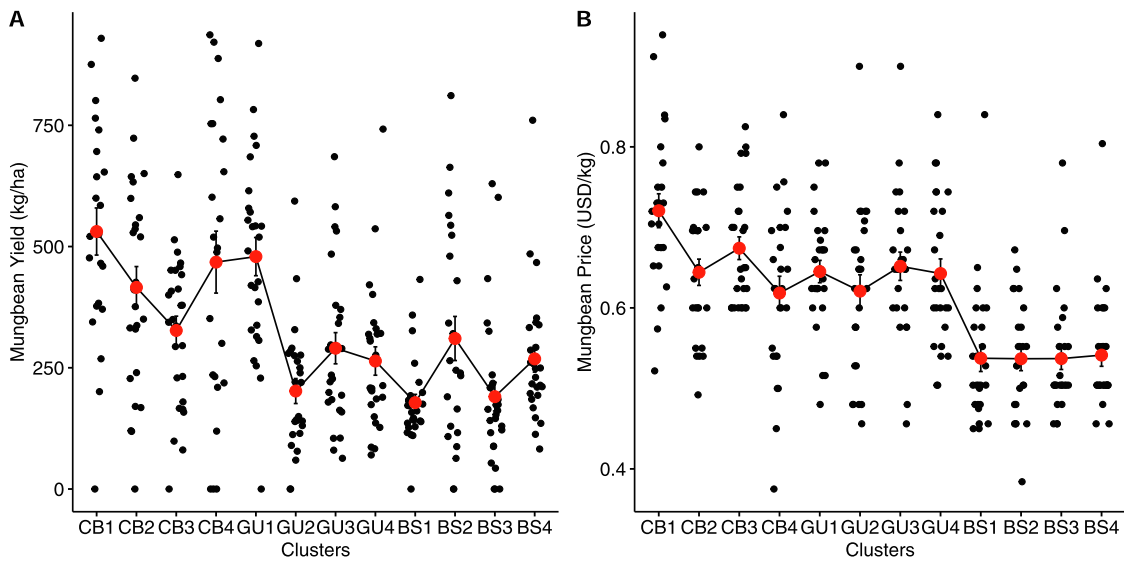 A
Mungbean Yield (kg/ha)
750
500
250
0
CB1 CB2 CB3 CB4 GU1 GU2 GU3 GU4 BS1 BS2 BS3 BS4
Clusters
B
Mungbean Price (USD/kg)
0.8
0.6
0.4
CB1 CB2 CB3 CB4 GU1 GU2 GU3 GU4 BS1 BS2 BS3 BS4
Clusters